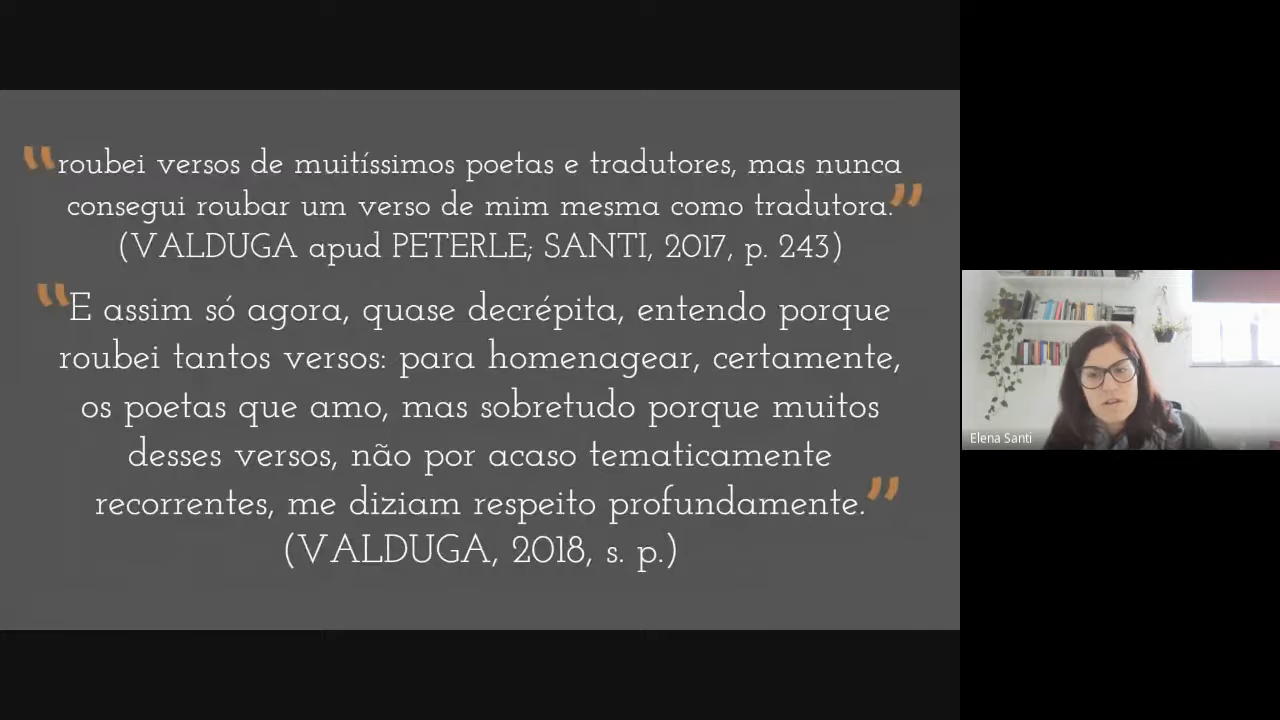 “roubei versos de muitíssimos poetas e tradutores, mas nunca
consegui roubar um verso de mim mesma como tradutora.”
(VALDUGA apud PETERLE; SANTI, 2017, p. 243)
“E assim só agora, quase decrépita, entendo porque
roubei tantos versos: para homenagear, certamente,
os poetas que amo, mas sobretudo porque muitos
desses versos, não por acaso tematicamente
recorrentes, me diziam respeito profundamente.”
(VALDUGA, 2018, s. p.)
Elena Santi